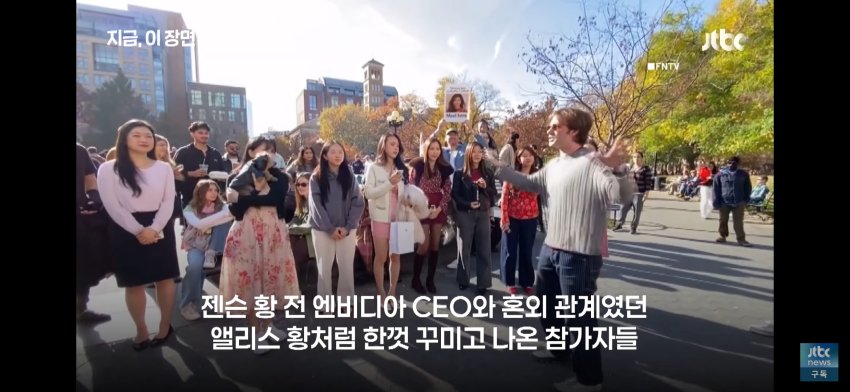 지금, 이 장면
jtbc
FNTV
젠슨 황 전 엔비디아 CEO와 혼외 관계였던
앨리스 황처럼 한껏 꾸미고 나온 참가자들
jtbc
news
구독